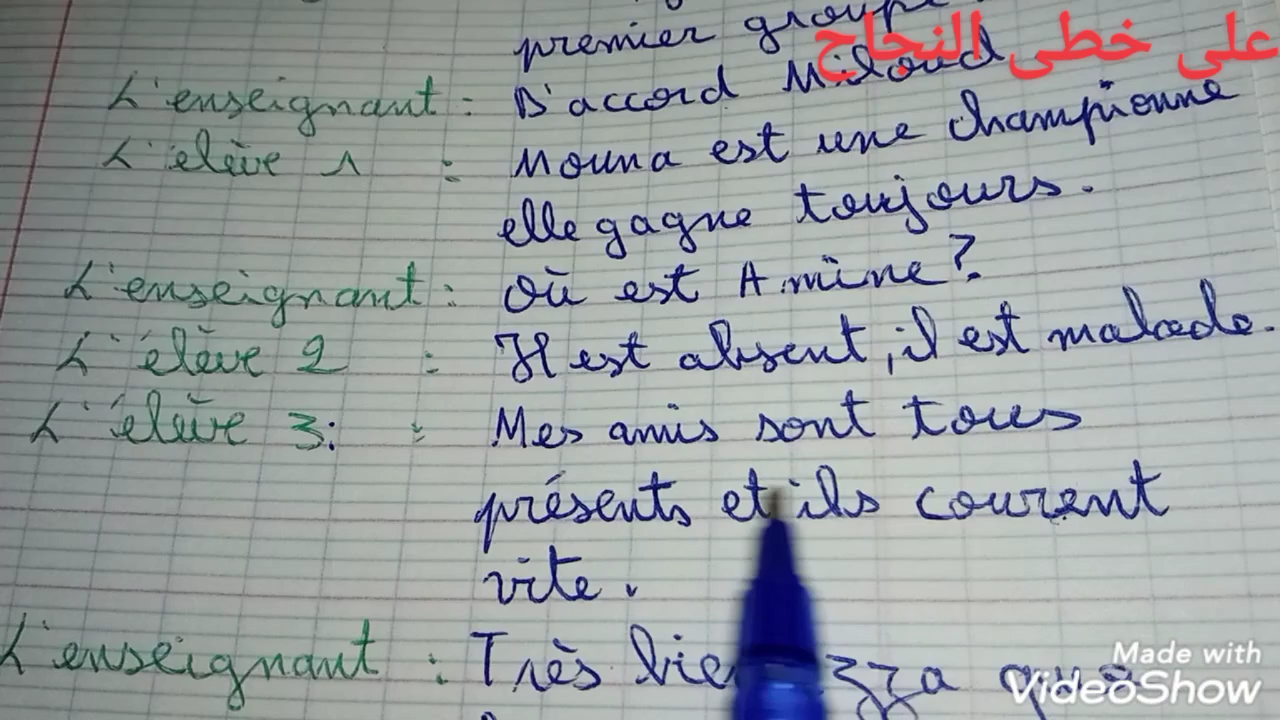 premier groupe
على خطى النجاح
L'enseignant : D'accord Miloud
L'elève 1 : Mouna est une championne
elle gagne toujours.
L'enseignant : Où est Amine ?
L'élève 2 : Il est absent, il est malade.
L'élève 3 : : Mes amis sont tous
présents et ils courent
vite.
L'enseignant : Très bien
Made with
VideoShow